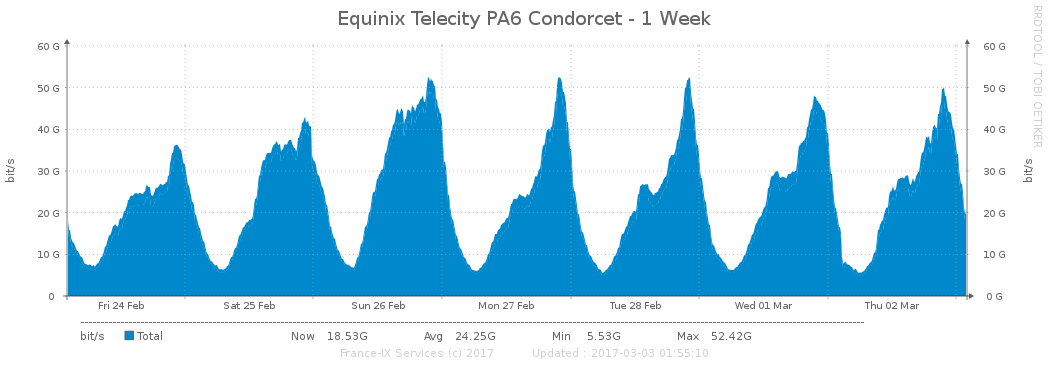 Equinix Telecity PA6 Condorcet - 1 Week
RRDTOOL / TOBI OETIKER
60 G 60 G
50 G 50 G
40 G 40 G
30 G 30 G
20 G 20 G
10 G 10 G
0 0 G
bit/s bit/s
Fri 24 Feb Sat 25 Feb Sun 26 Feb Mon 27 Feb Tue 28 Feb Wed 01 Mar Thu 02 Mar
bit/s Total Now 18.53G Avg 24.25G Min 5.53G Max 52.42G
France-IX Services (c) 2017 Updated : 2017-03-03 01:55:10